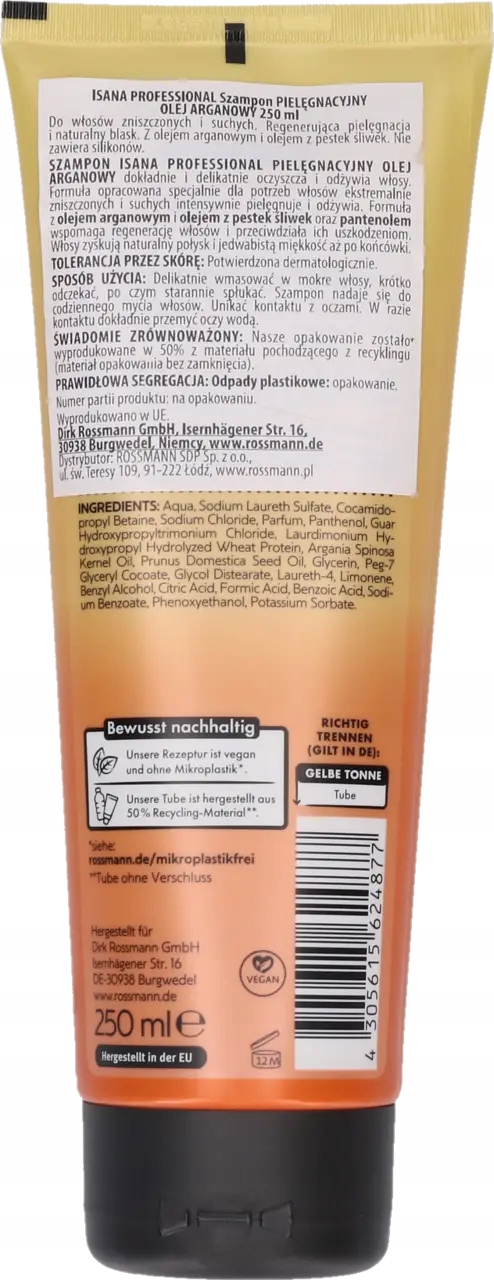 ISANA PROFESSIONAL Szampon PIELĘGNACYJNY
OLEJ ARGANOWY 250 ml
Do włosów zniszczonych i suchych. Regenerująca pielęgnacja
i naturalny blask. Z olejem arganowym i olejem z pestek śliwek. Nie
zawiera silikonów.
SZAMPON ISANA PROFESSIONAL PIELĘGNACYJNY OLEJ
ARGANOWY dokładnie i delikatnie oczyszcza i odżywia włosy.
Formuła opracowana specjalnie dla potrzeb włosów ekstremalnie
zniszczonych i suchych intensywnie pielęgnuje i odżywia. Formuła
z olejem arganowym i olejem z pestek śliwek oraz pantenolem
wspomaga regenerację włosów i przeciwdziała ich uszkodzeniom.
Włosy zyskują naturalny połysk i jedwabistą miękkość aż po końcówki.
TOLERANCJA PRZEZ SKÓRĘ: Potwierdzona dermatologicznie.
SPOSÓB UŻYCIA: Delikatnie wmasować w mokre włosy, krótko
odczekać, po czym starannie spłukać. Szampon nadaje się do
codziennego mycia włosów. Unikać kontaktu z oczami. W razie
kontaktu dokładnie przemyć oczy wodą.
ŚWIADOMIE ZRÓWNOWAŻONY: Nasze opakowanie zostało
wyprodukowane w 50% z materiału pochodzącego z recyklingu
(materiał opakowania bez zamknięcia).
PRAWIDŁOWA SEGREGACJA: Odpady plastikowe: opakowanie.
Numer partii produktu: na opakowaniu.
Wyprodukowano w UE.
Dirk Rossmann GmbH, Isernhägener Str. 16,
30938 Burgwedel, Niemcy, www.rossmann.de
Dystrybutor: ROSSMANN SDP Sp. z o.o.,
ul. św. Teresy 109, 91-222 Łódź, www.rossmann.pl
INGREDIENTS: Aqua, Sodium Laureth Sulfate, Cocamido-
propyl Betaine, Sodium Chloride, Parfum, Panthenol, Guar
Hydroxypropyltrimonium Chloride, Laurdimonium Hy-
droxypropyl Hydrolyzed Wheat Protein, Argania Spinosa
Kernel Oil, Prunus Domestica Seed Oil, Glycerin, Peg-7
Glyceryl Cocoate, Glycol Distearate, Laureth-4, Limonene,
Benzyl Alcohol, Citric Acid, Formic Acid, Benzoic Acid, Sodi-
um Benzoate, Phenoxyethanol, Potassium Sorbate.
Bewusst nachhaltig
Unsere Rezeptur ist vegan
und ohne Mikroplastik*.
Unsere Tube ist hergestellt aus
50% Recycling-Material**.
*siehe:
rossmann.de/mikroplastikfrei
**Tube ohne Verschluss
RICHTIG
TRENNEN
(GILT IN DE):
GELBE TONNE
Tube
Hergestellt für
Dirk Rossmann GmbH
Isernhägener Str. 16
DE-30938 Burgwedel
www.rossmann.de
250 ml e
Hergestellt in der EU
VEGAN
12 M
4 305615 624877